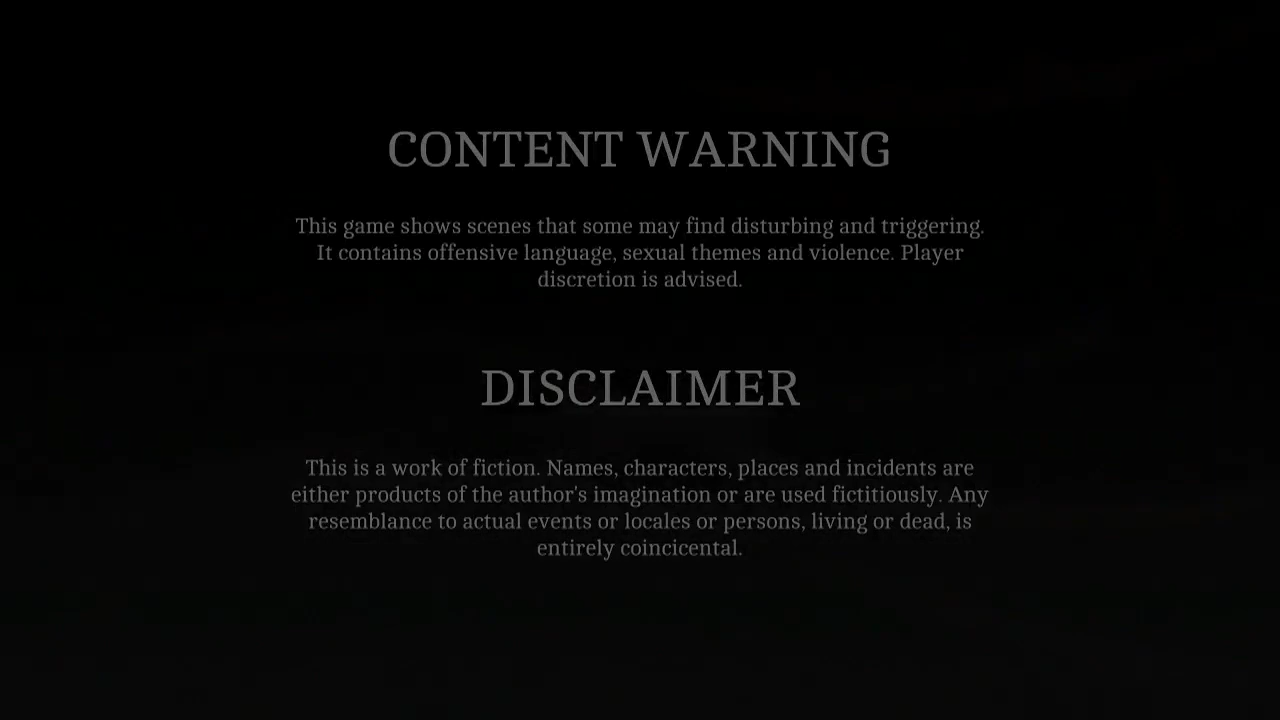 CONTENT WARNING
This game shows scenes that some may find disturbing and triggering.
It contains offensive language, sexual themes and violence. Player
discretion is advised.
DISCLAIMER
This is a work of fiction. Names, characters, places and incidents are
either products of the author's imagination or are used fictitiously. Any
resemblance to actual events or locales or persons, living or dead, is
entirely coincicental.